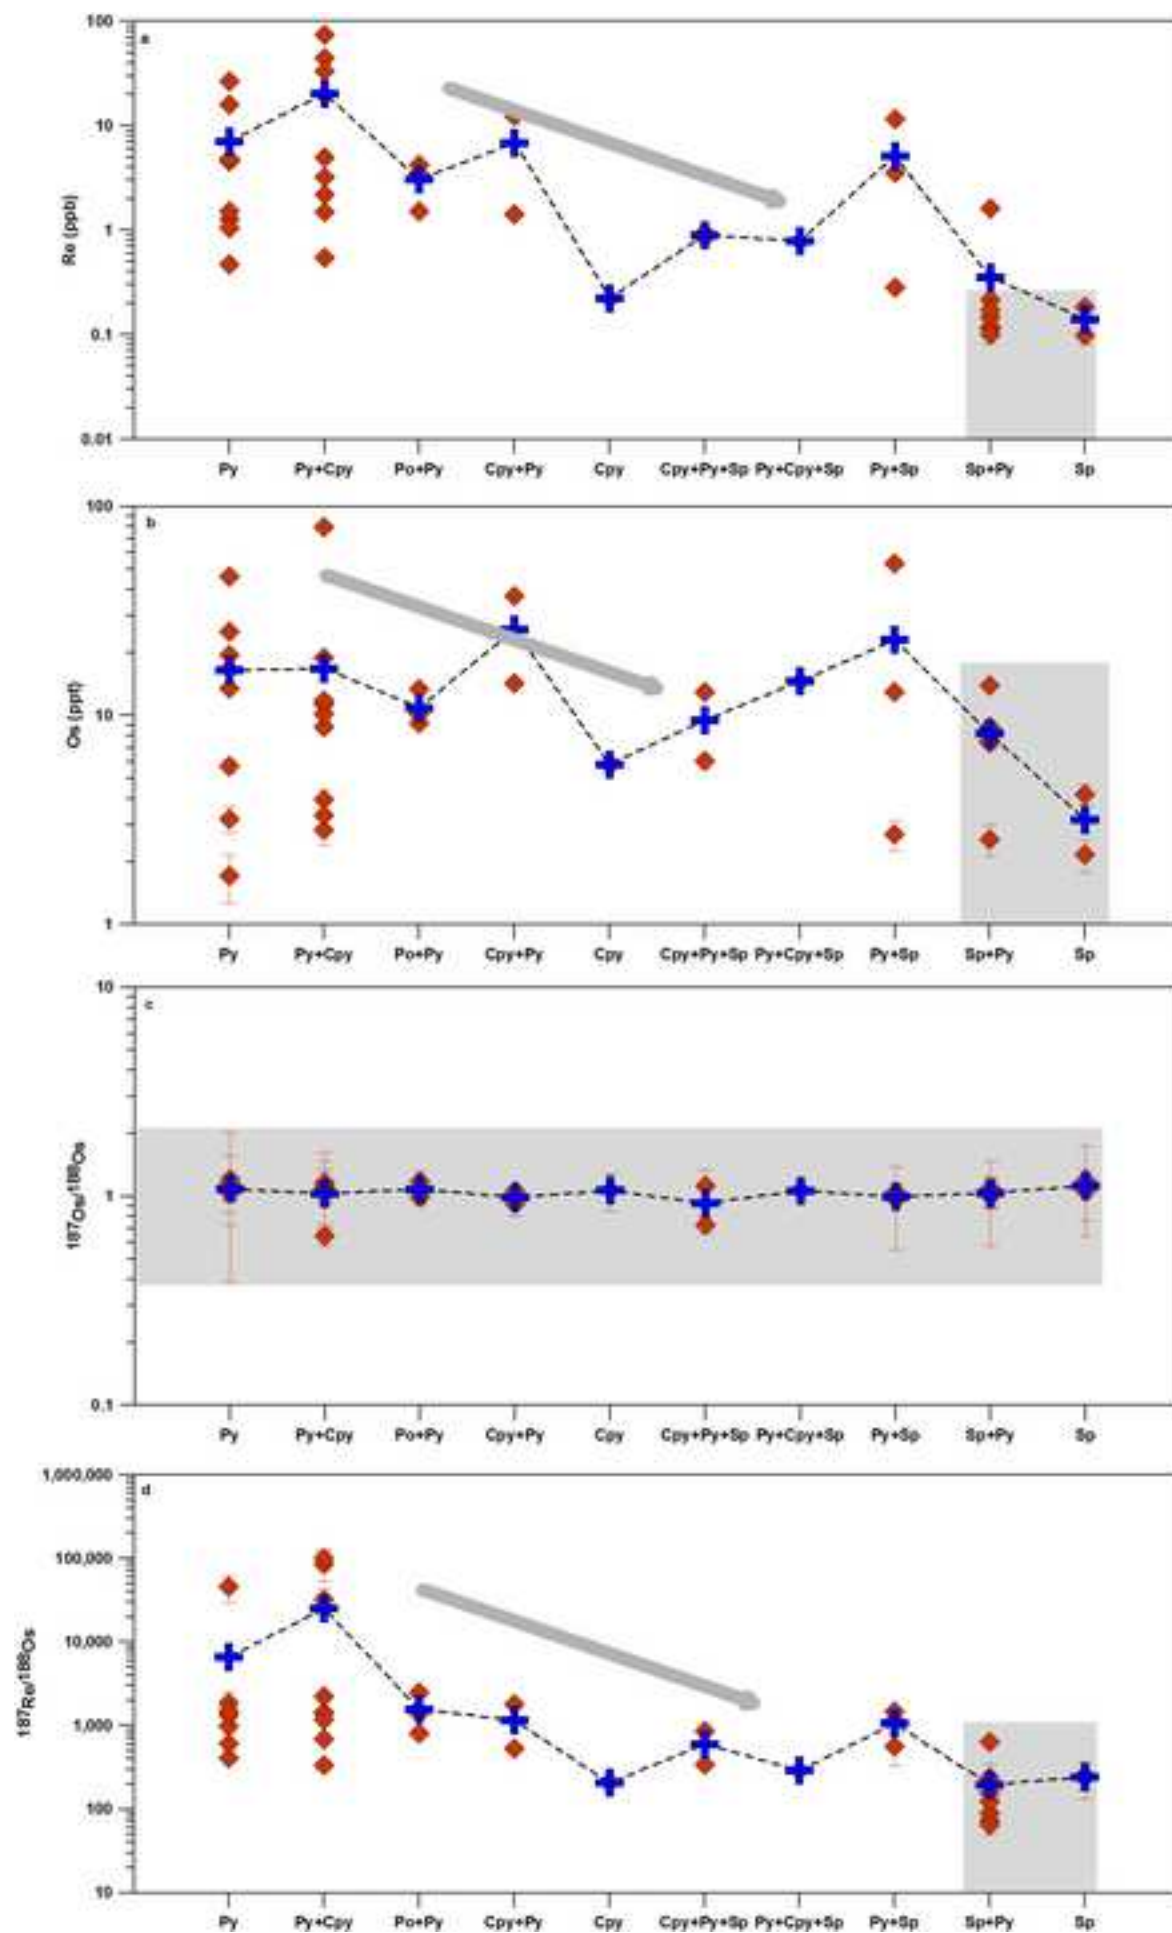 a
100
10
1
0.1
0.01
Re (ppb)
Py Py+Cpy Po+Py Cpy+Py Cpy Cpy+Py+Sp Py+Cpy+Sp Py+Sp Sp+Py Sp
b
100
10
1
Os (ppt)
Py Py+Cpy Po+Py Cpy+Py Cpy Cpy+Py+Sp Py+Cpy+Sp Py+Sp Sp+Py Sp
c
10
1
0.1
187Os/188Os
Py Py+Cpy Po+Py Cpy+Py Cpy Cpy+Py+Sp Py+Cpy+Sp Py+Sp Sp+Py Sp
d
1,000,000
100,000
10,000
1,000
100
10
187Re/188Os
Py Py+Cpy Po+Py Cpy+Py Cpy Cpy+Py+Sp Py+Cpy+Sp Py+Sp Sp+Py Sp